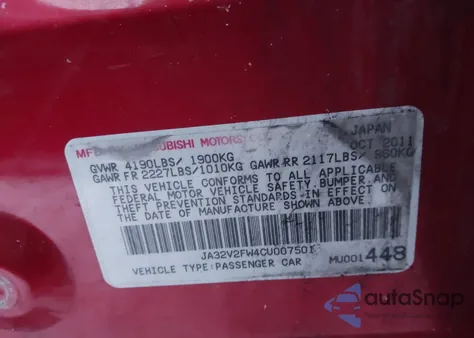 MFD UBISHI MOTORS JAPAN
GVWR 4190LBS/ 1900KG OCT 2011
GAWR FR 2227LBS/1010KG GAWR RR 2117LBS/ 960KG
THIS VEHICLE CONFORMS TO ALL APPLICABLE
FEDERAL MOTOR VEHICLE SAFETY, BUMPER, AND
THEFT PREVENTION STANDARDS IN EFFECT ON
THE DATE OF MANUFACTURE SHOWN ABOVE.
JA32V2FW4CU007501
VEHICLE TYPE:PASSENGER CAR MU001448
autoSnap
Powered by